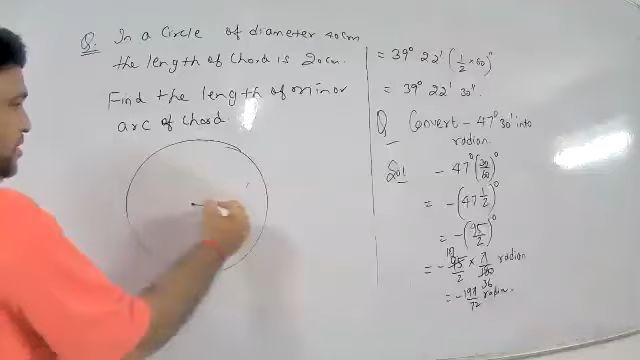 Q. In a Circle of diameter 40cm
the length of Chord is 20cm.
Find the length of minor
arc of chord.
= 39° 22' (1/2 × 60)"
= 39° 22' 30".
Q Convert - 47° 30' into
radian.
Sol - 47° (30/60)°
= -(47 1/2)°
= -(95/2)°
= - 95/2 × π/180 radian
19
36
= - 19π/72 radian.